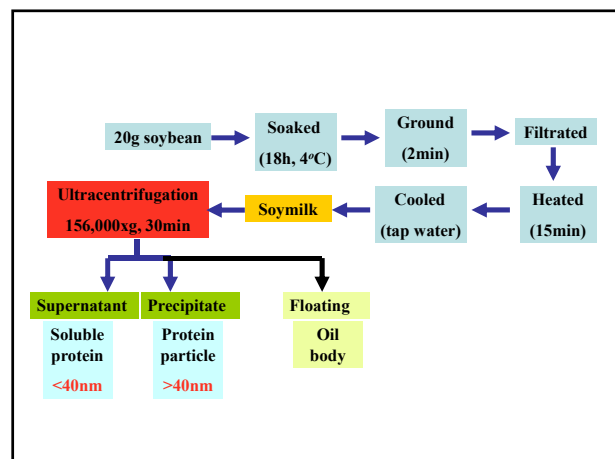 20g soybean
Soaked
(18h, 4°C)
Ground
(2min)
Filtrated
Heated
(15min)
Cooled
(tap water)
Soymilk
Ultracentrifugation
156,000xg, 30min
Supernatant
Soluble
protein
<40nm
Precipitate
Protein
particle
>40nm
Floating
Oil
body